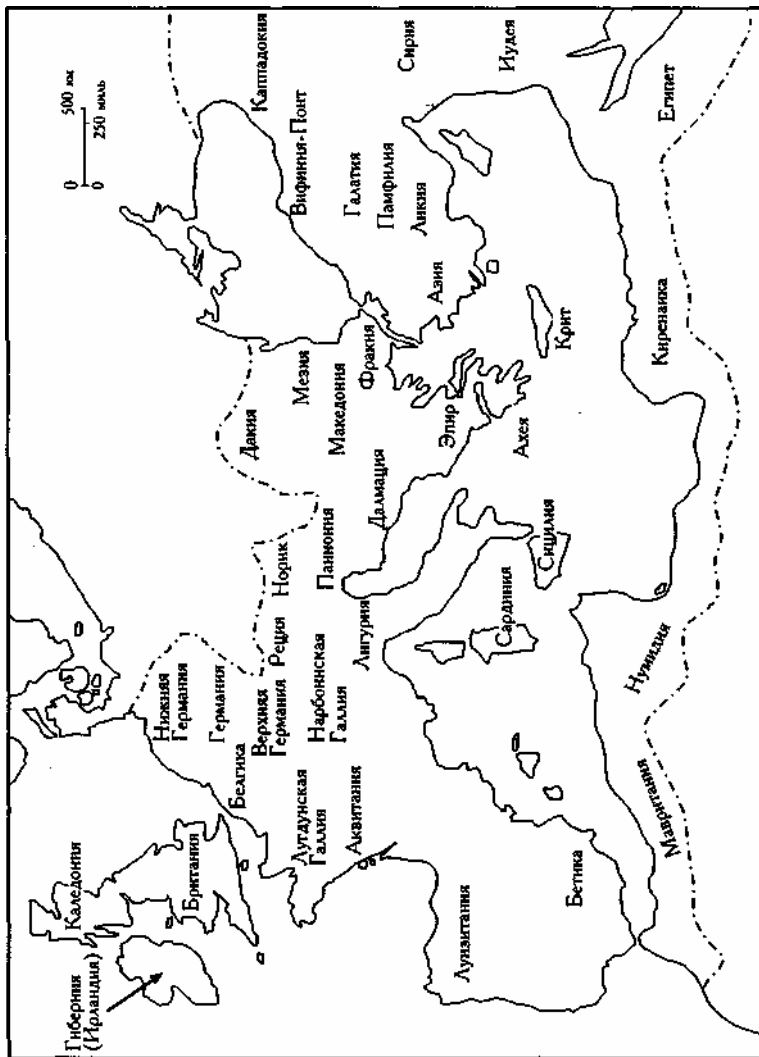 Гиберния
(Ирландия)
Каледония
Британия
500 км
250 миль
0
0
Нижняя
Германия
Германия
Белгика
Верхняя
Германия
Реция
Норик
Дакия
Лугдунская
Галлия
Нарбоннская
Галлия
Паннония
Мезия
Каппадокия
Вифиния-Понт
Аквитания
Лигурия
Далмация
Македония
Фракия
Галатия
Памфилия
Ликия
Сирия
Азия
Лунзитания
Эпир
Иудея
Бетика
Сардиния
Сицилия
Ахея
Крит
Мавритания
Нумидия
Киренаика
Египет